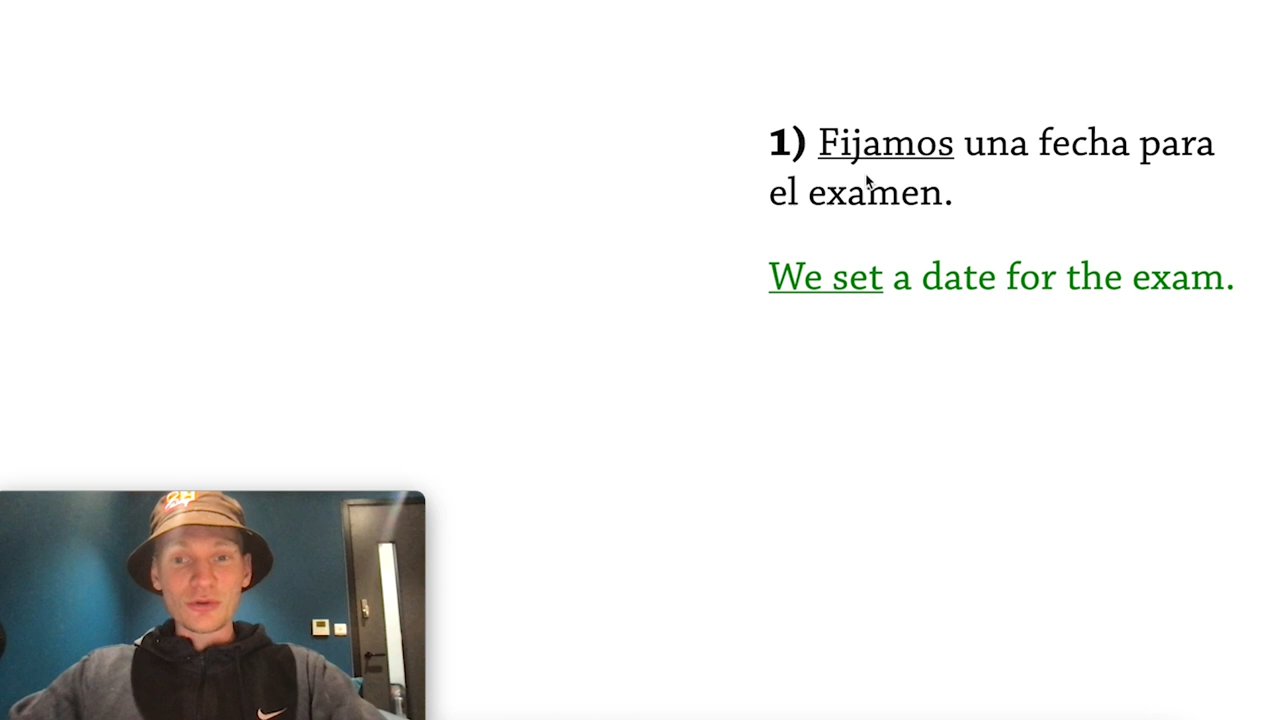 1) Fijamos una fecha para
el examen.
We set a date for the exam.